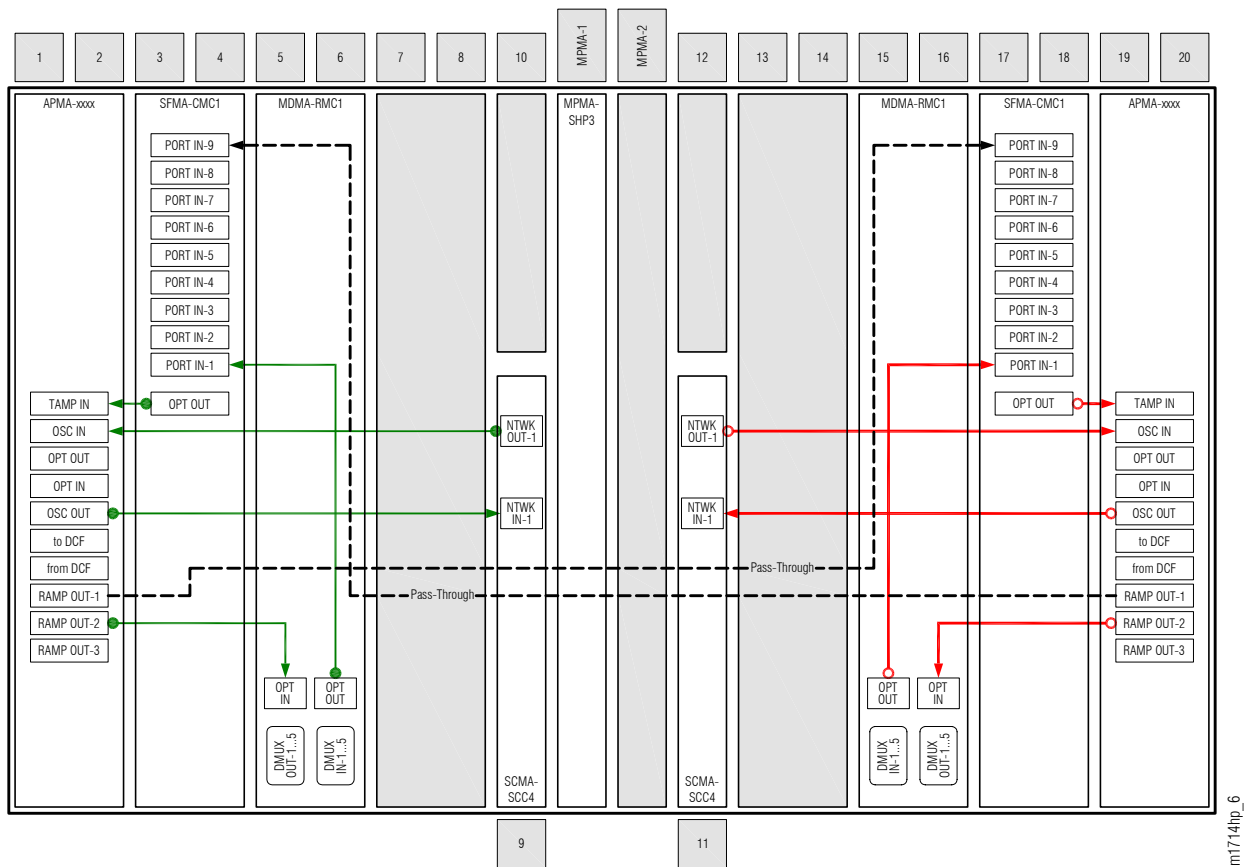 1
2
3
4
5
6
7
8
10
MPMA-1
MPMA-2
12
13
14
15
16
17
18
19
20
APMA-xxxx
SFMA-CMC1
MDMA-RMC1
MPMA-
SHP3
MDMA-RMC1
SFMA-CMC1
APMA-xxxx
PORT IN-9
PORT IN-8
PORT IN-7
PORT IN-6
PORT IN-5
PORT IN-4
PORT IN-3
PORT IN-2
PORT IN-1
OPT OUT
PORT IN-9
PORT IN-8
PORT IN-7
PORT IN-6
PORT IN-5
PORT IN-4
PORT IN-3
PORT IN-2
PORT IN-1
OPT OUT
TAMP IN
OSC IN
OPT OUT
OPT IN
OSC OUT
to DCF
from DCF
RAMP OUT-1
RAMP OUT-2
RAMP OUT-3
NTWK
OUT-1
NTWK
IN-1
NTWK
OUT-1
NTWK
IN-1
TAMP IN
OSC IN
OPT OUT
OPT IN
OSC OUT
to DCF
from DCF
RAMP OUT-1
RAMP OUT-2
RAMP OUT-3
Pass-Through
Pass-Through
OPT
IN
OPT
OUT
OPT
OUT
OPT
IN
DMUX
OUT-1...5
DMUX
IN-1...5
DMUX
IN-1...5
DMUX
OUT-1...5
SCMA-
SCC4
SCMA-
SCC4
9
11
m1714hp_6